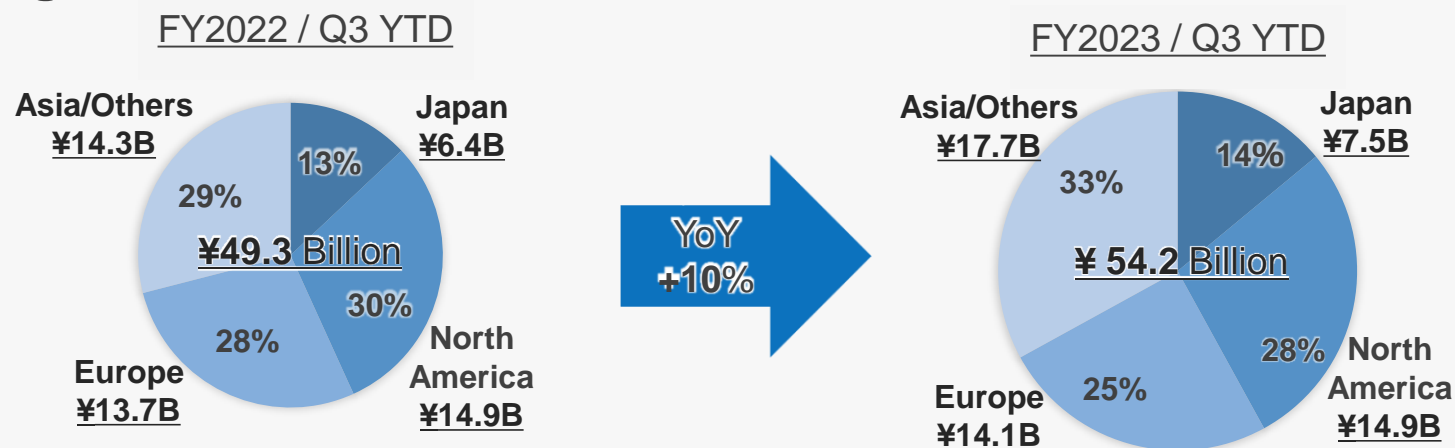 FY2022 / Q3 YTD
Asia/Others
¥14.3B
Japan
¥6.4B
13%
29%
¥49.3 Billion
30%
28%
North
America
¥14.9B
Europe
¥13.7B
YoY
+10%
FY2023 / Q3 YTD
Asia/Others
¥17.7B
Japan
¥7.5B
14%
33%
¥ 54.2 Billion
28%
North
America
¥14.9B
25%
Europe
¥14.1B